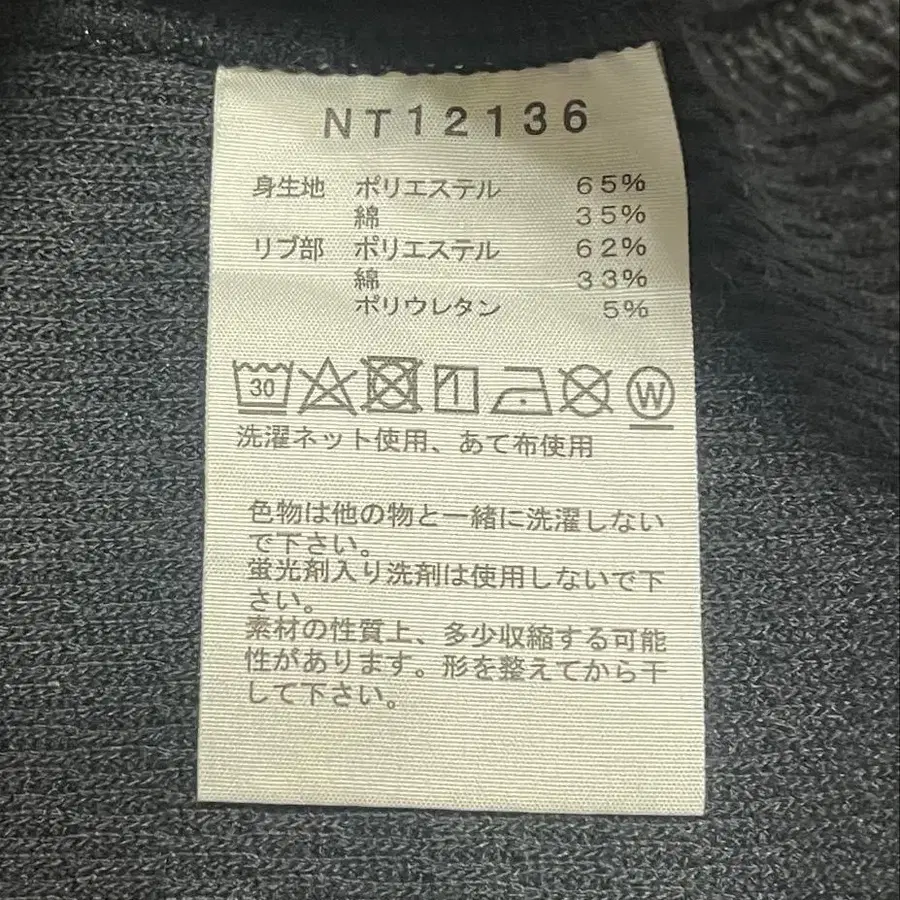 NT12136
身生地 ポリエステル 65%
綿 35%
リブ部 ポリエステル 62%
綿 33%
ポリウレタン 5%
30 W
洗濯ネット使用、あて布使用
色物は他の物と一緒に洗濯しない
で下さい。
蛍光剤入り洗剤は使用しないで下
さい。
素材の性質上、多少収縮する可能
性があります。形を整えてから干
して下さい。